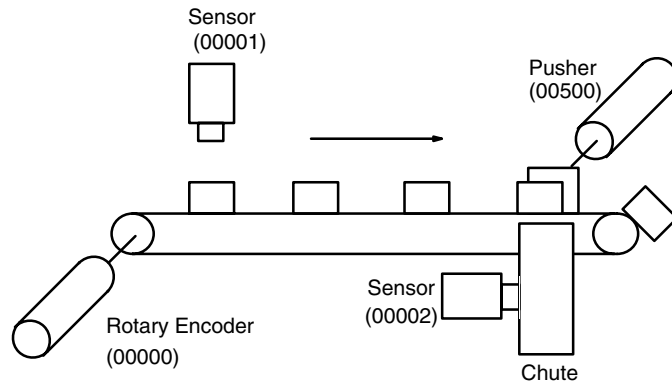 Sensor
(00001)
Pusher
(00500)
Sensor
(00002)
Rotary Encoder
(00000)
Chute